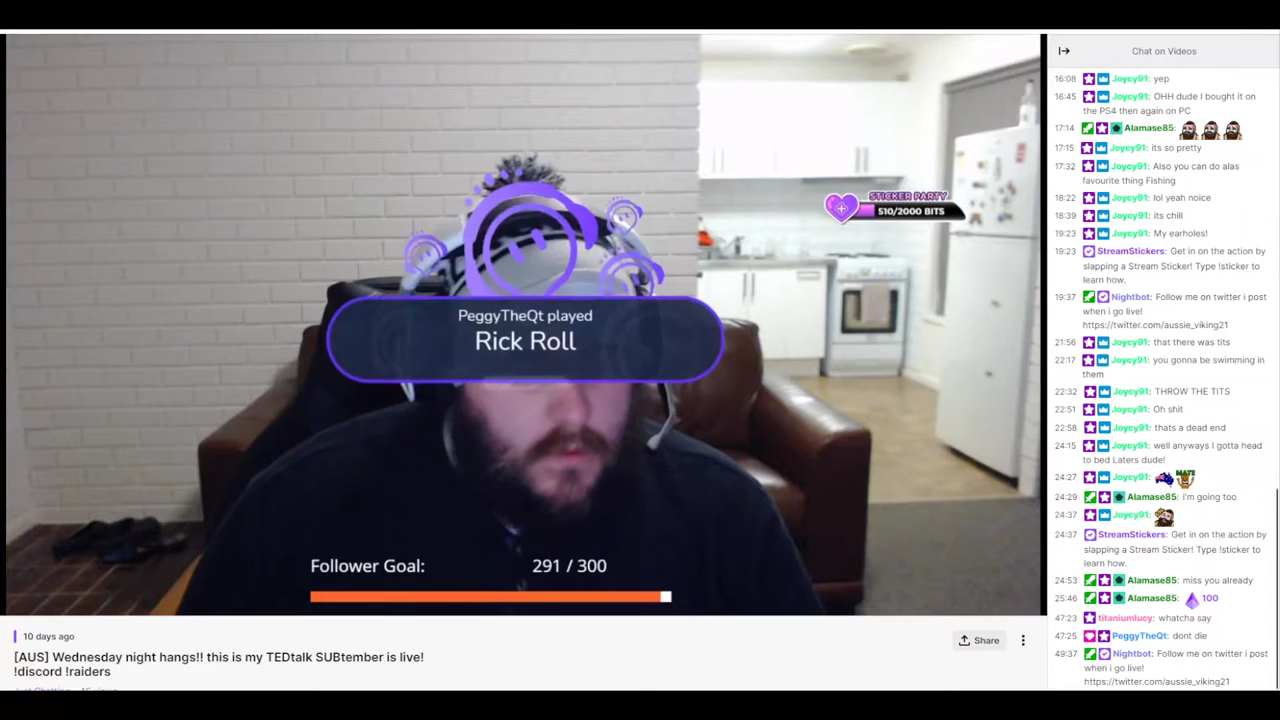 Chat on Videos
16:08 Joycy91: yep
16:45 Joycy91: OHH dude I bought it on
the PS4 then again on PC
17:14 Alamase85:
17:15 Joycy91: its so pretty
17:32 Joycy91: Also you can do alas
favourite thing Fishing
18:22 Joycy91: lol yeah noice
18:39 Joycy91: its chill
19:23 Joycy91: My earholes!
19:23 StreamStickers: Get in on the action by
slapping a Stream Sticker! Type !sticker to
learn how.
19:37 Nightbot: Follow me on twitter i post
when i go live!
https://twitter.com/aussie_viking21
21:56 Joycy91: that there was tits
22:17 Joycy91: you gonna be swimming in
them
22:32 Joycy91: THROW THE TITS
22:51 Joycy91: Oh shit
22:58 Joycy91: thats a dead end
24:15 Joycy91: well anyways I gotta head
to bed Laters dude!
24:27 Joycy91: MATE
24:29 Alamase85: i'm going too
24:37 Joycy91:
24:37 StreamStickers: Get in on the action by
slapping a Stream Sticker! Type !sticker to
learn how.
24:53 Alamase85: miss you already
25:46 Alamase85: 100
47:23 titaniumlucy: whatcha say
47:25 PeggyTheQt: dont die
49:37 Nightbot: Follow me on twitter i post
when i go live!
https://twitter.com/aussie_viking21
STICKER PARTY
510/2000 BITS
PeggyTheQt played
Rick Roll
Follower Goal: 291 / 300
10 days ago
Share
[AUS] Wednesday night hangs!! this is my TEDtalk SUBtember is live!
!discord !raiders